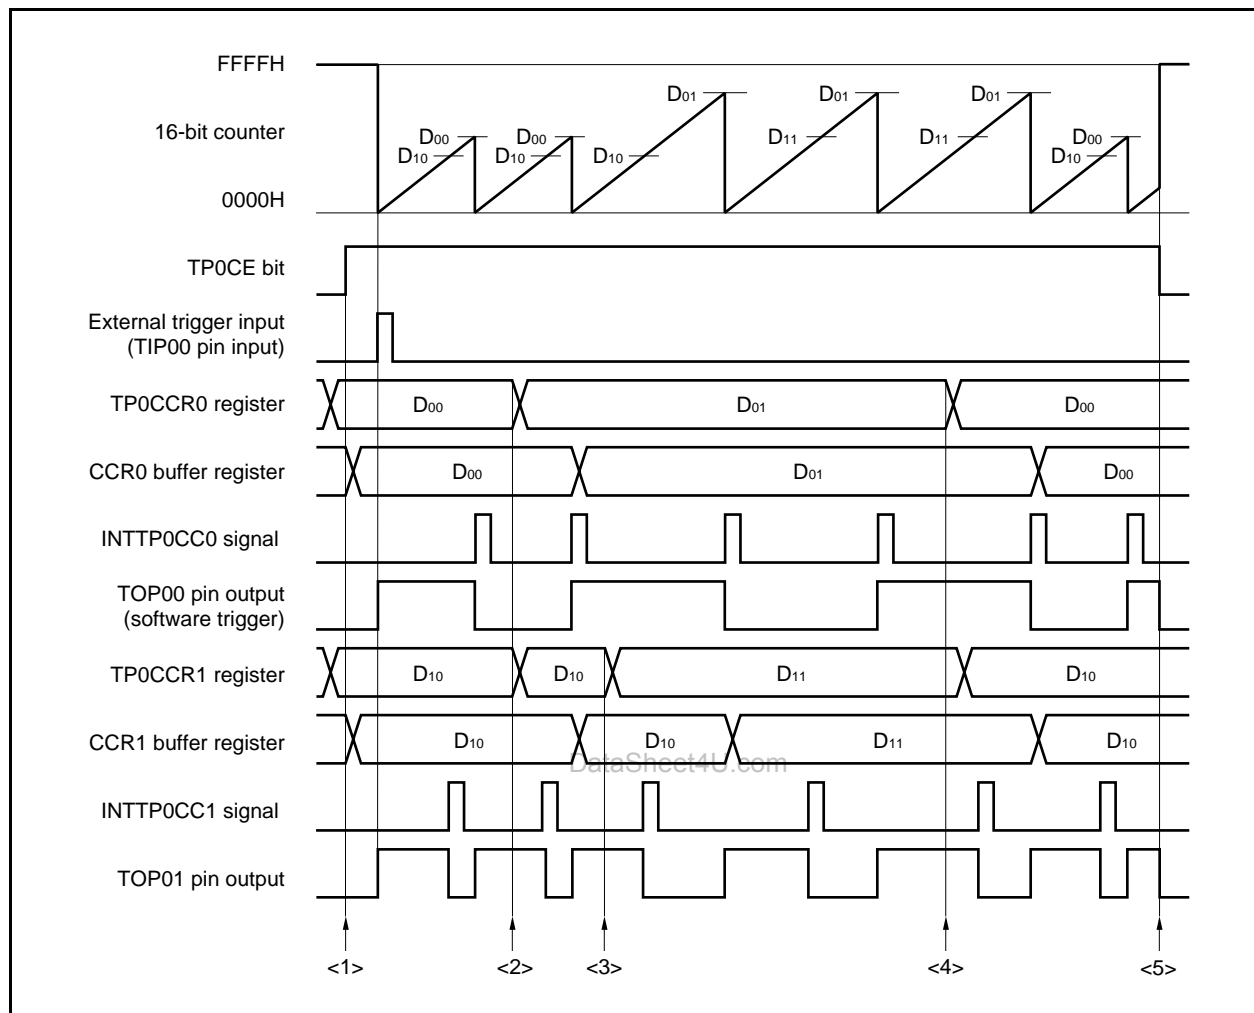 FFFFH
D01 D01 D01
16-bit counter
D00 D00 D11 D11 D00
D10 D10 D10 D10
0000H
TP0CE bit
External trigger input
(TIP00 pin input)
TP0CCR0 register D00 D01 D00
CCR0 buffer register D00 D01 D00
INTTP0CC0 signal
TOP00 pin output
(software trigger)
TP0CCR1 register D10 D10 D11 D10
CCR1 buffer register D10 D10 D11 D10
DataSheet4U.com
INTTP0CC1 signal
TOP01 pin output
<1> <2> <3> <4> <5>